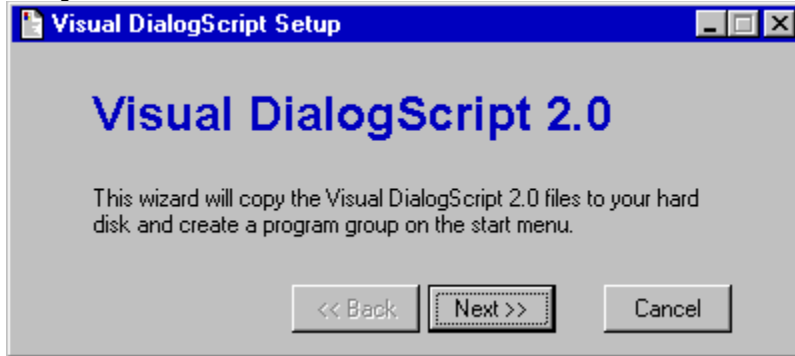 Visual DialogScript Setup
Visual DialogScript 2.0
This wizard will copy the Visual DialogScript 2.0 files to your hard
disk and create a program group on the start menu.
<< Back
Next >>
Cancel